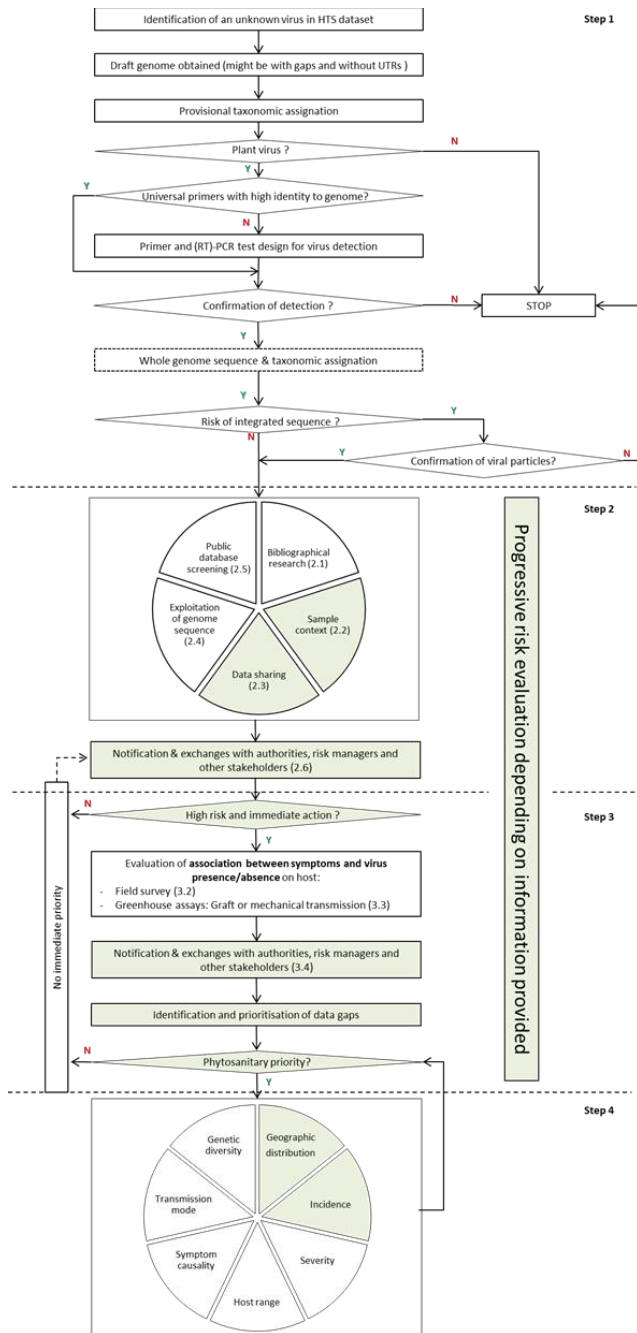 Identification of an unknown virus in HTS dataset
Step 1
Draft genome obtained (might be with gaps and without UTRs )
Provisional taxonomic assignation
Plant virus ?
N
Y
Y
Universal primers with high identity to genome?
N
Primer and (RT)-PCR test design for virus detection
Confirmation of detection ?
N
STOP
Y
Whole genome sequence & taxonomic assignation
Y
Risk of integrated sequence ?
Y
N
Y
Confirmation of viral particles?
N
Step 2
Public
database
screening (2.5)
Bibliographical
research (2.1)
Exploitation
of genome
sequence
(2.4)
Sample
context (2.2)
Data sharing
(2.3)
Notification & exchanges with authorities, risk managers and
other stakeholders (2.6)
Progressive risk evaluation depending on information
provided
Step 3
N
High risk and immediate action ?
Y
Evaluation of association between symptoms and virus
presence/absence on host:
- Field survey (3.2)
- Greenhouse assays: Graft or mechanical transmission (3.3)
No immediate priority
Notification & exchanges with authorities, risk managers and
other stakeholders (3.4)
Identification and prioritisation of data gaps
N
Phytosanitary priority?
Y
Step 4
Genetic
diversity
Geographic
distribution
Transmission
mode
Incidence
Symptom
causality
Severity
Host range